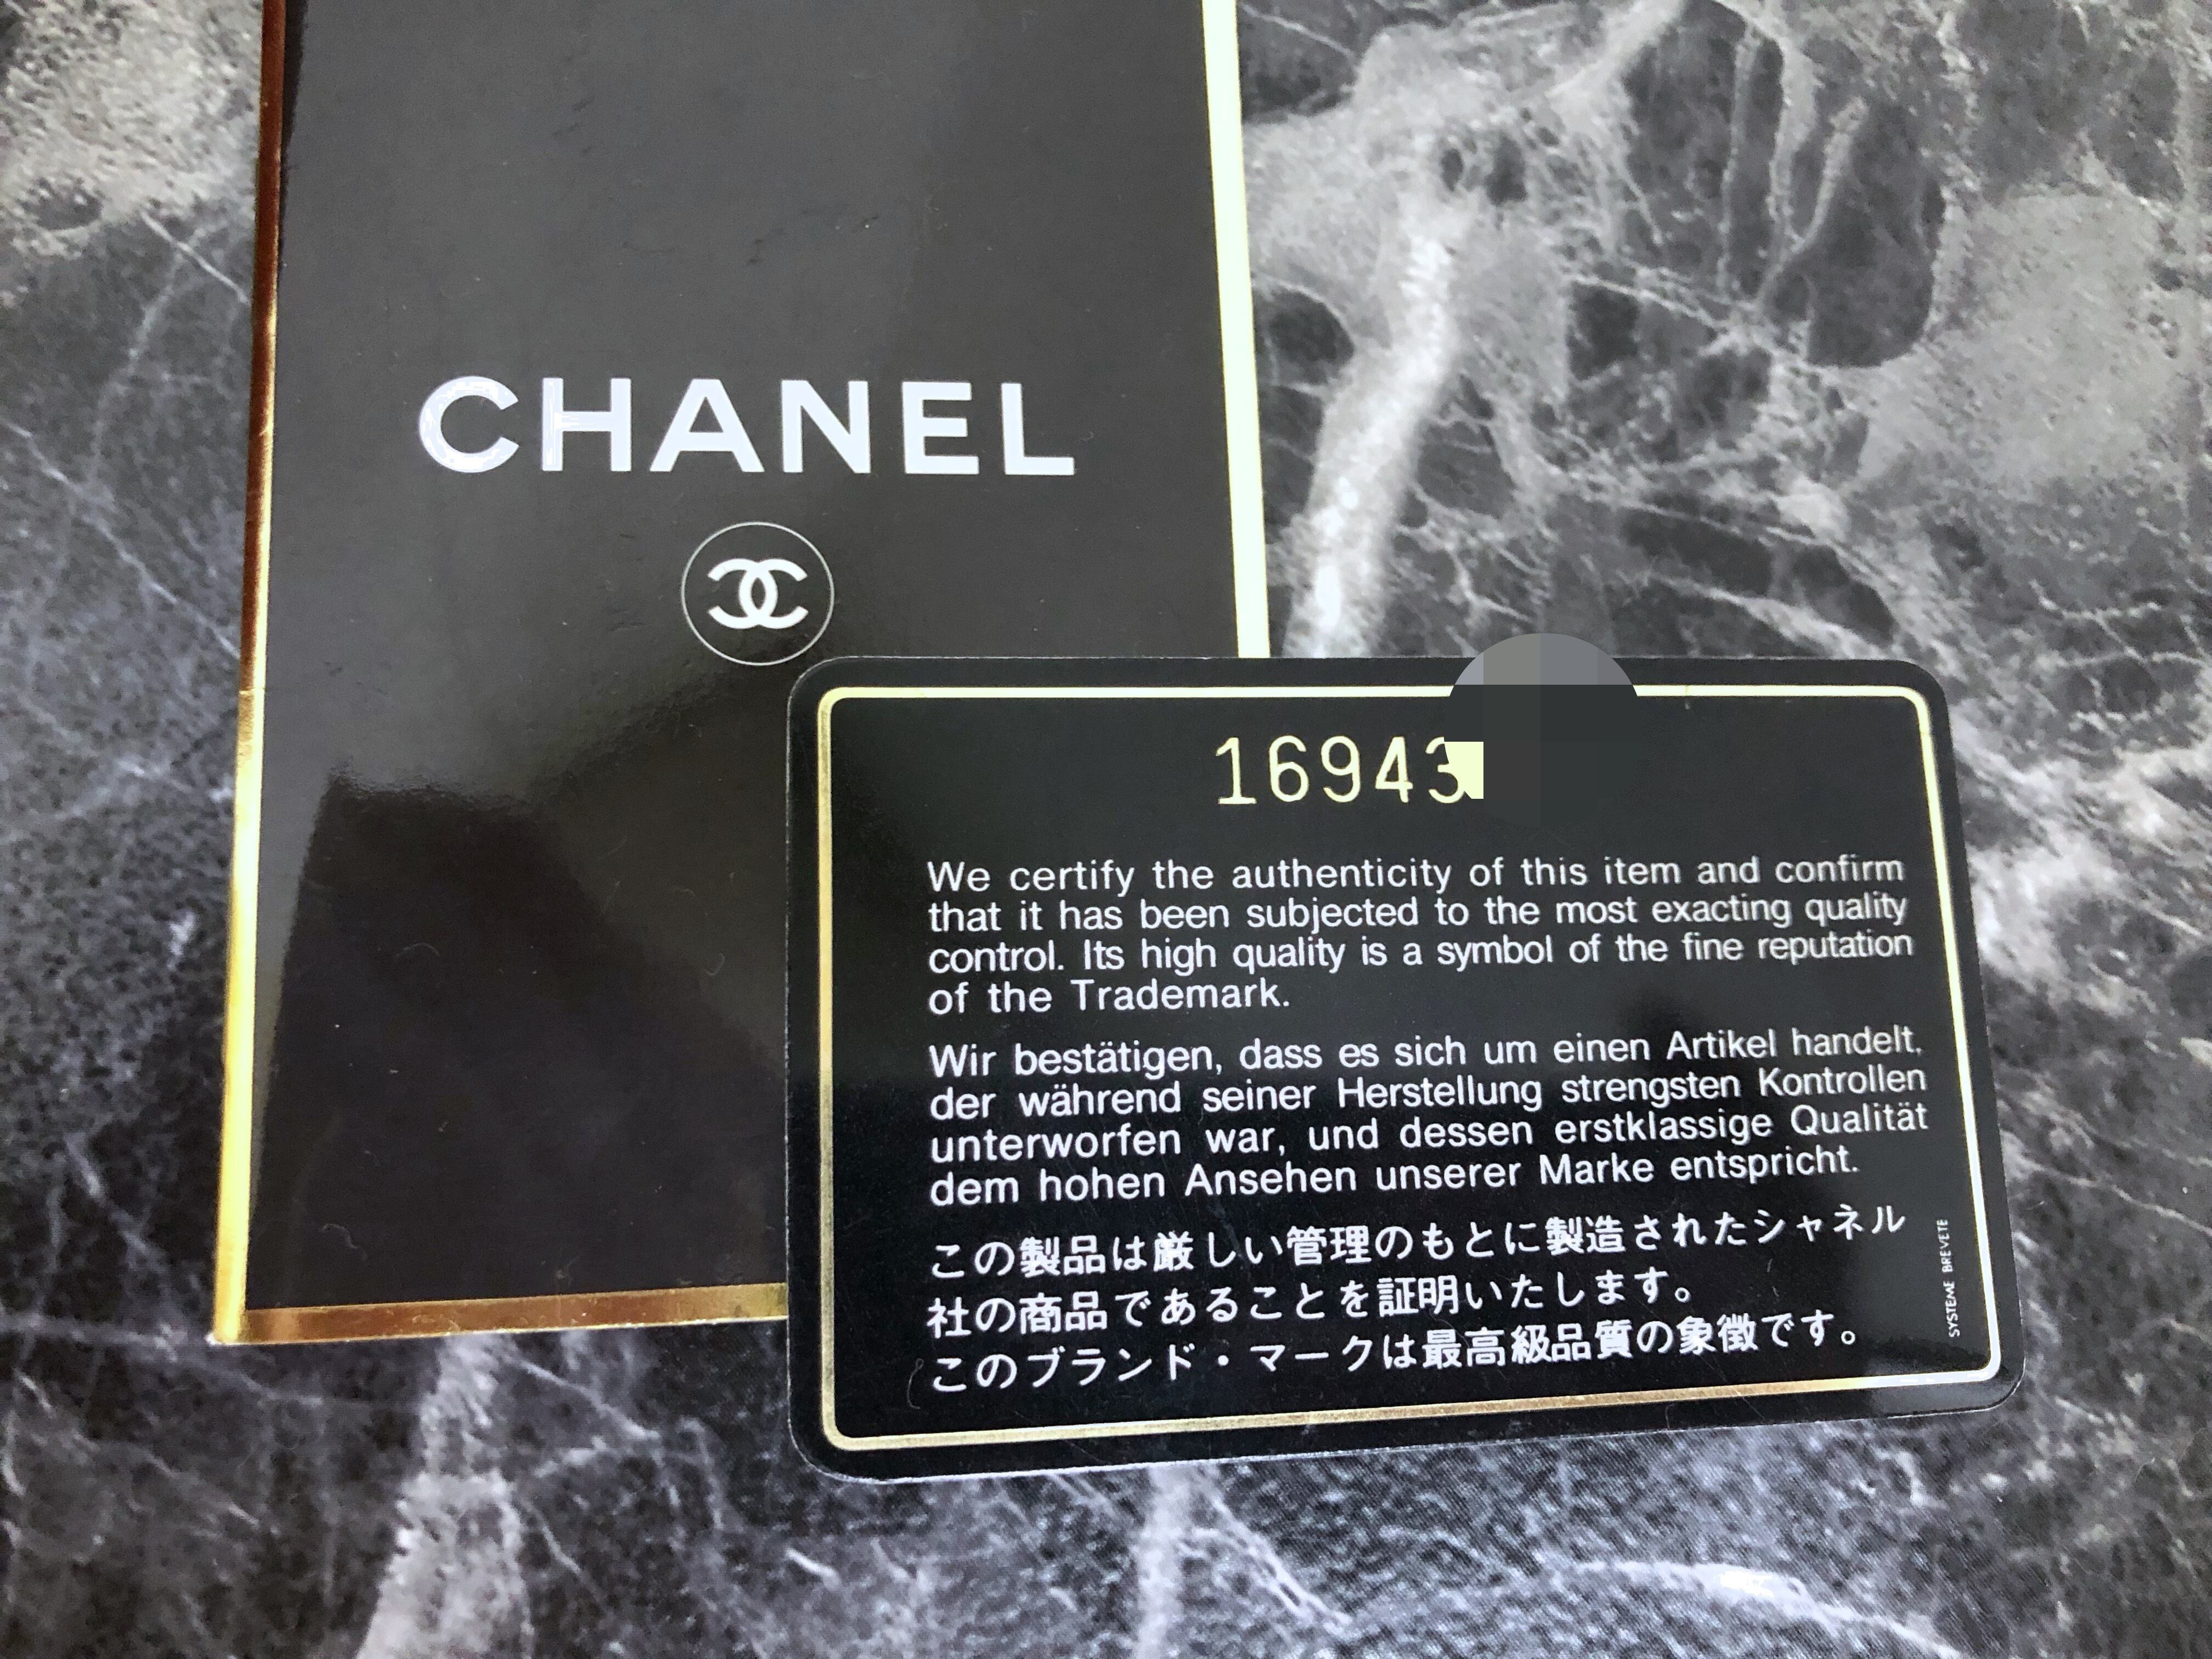 CHANEL
16943
We certify the authenticity of this item and confirm
that it has been subjected to the most exacting quality
control. Its high quality is a symbol of the fine reputation
of the Trademark.
Wir bestätigen, dass es sich um einen Artikel handelt,
der während seiner Herstellung strengsten Kontrollen
unterworfen war, und dessen erstklassige Qualität
dem hohen Ansehen unserer Marke entspricht.
この製品は厳しい管理のもとに製造されたシャネル
社の商品であることを証明いたします。
このブランド・マークは最高級品質の象徴です。
SYSTEME BREVETE